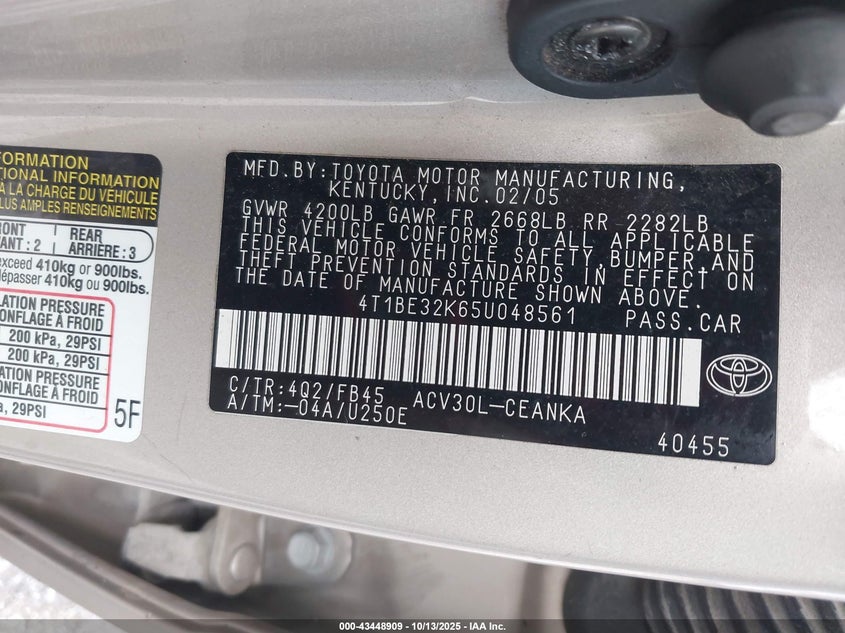 FORMATION
TIONAL INFORMATION
À LA CHARGE DU VÉHICULE
PLUS AMPLES RENSEIGNEMENTS
FRONT
ANT : 2
REAR
ARRIÈRE : 3
exceed 410kg or 900lbs.
dépasser 410kg ou 900lbs.
LATION PRESSURE
ONFLAGE À FROID
200 kPa, 29PSI
200 kPa, 29PSI
LATION PRESSURE
ONFLAGE À FROID
a, 29PSI
5F
MFD.BY:TOYOTA MOTOR MANUFACTURING,
KENTUCKY,INC.02/05
GVWR 4200LB GAWR FR 2668LB RR 2282LB
THIS VEHICLE CONFORMS TO ALL APPLICABLE
FEDERAL MOTOR VEHICLE SAFETY,BUMPER,AND
THEFT PREVENTION STANDARDS IN EFFECT ON
THE DATE OF MANUFACTURE SHOWN ABOVE.
4T1BE32K65U048561 PASS.CAR
C/TR:4Q2/FB45 ACV30L-CEANKA
A/TM:-04A/U250E
40455
000-43448909 - 10/13/2025 - IAA Inc.